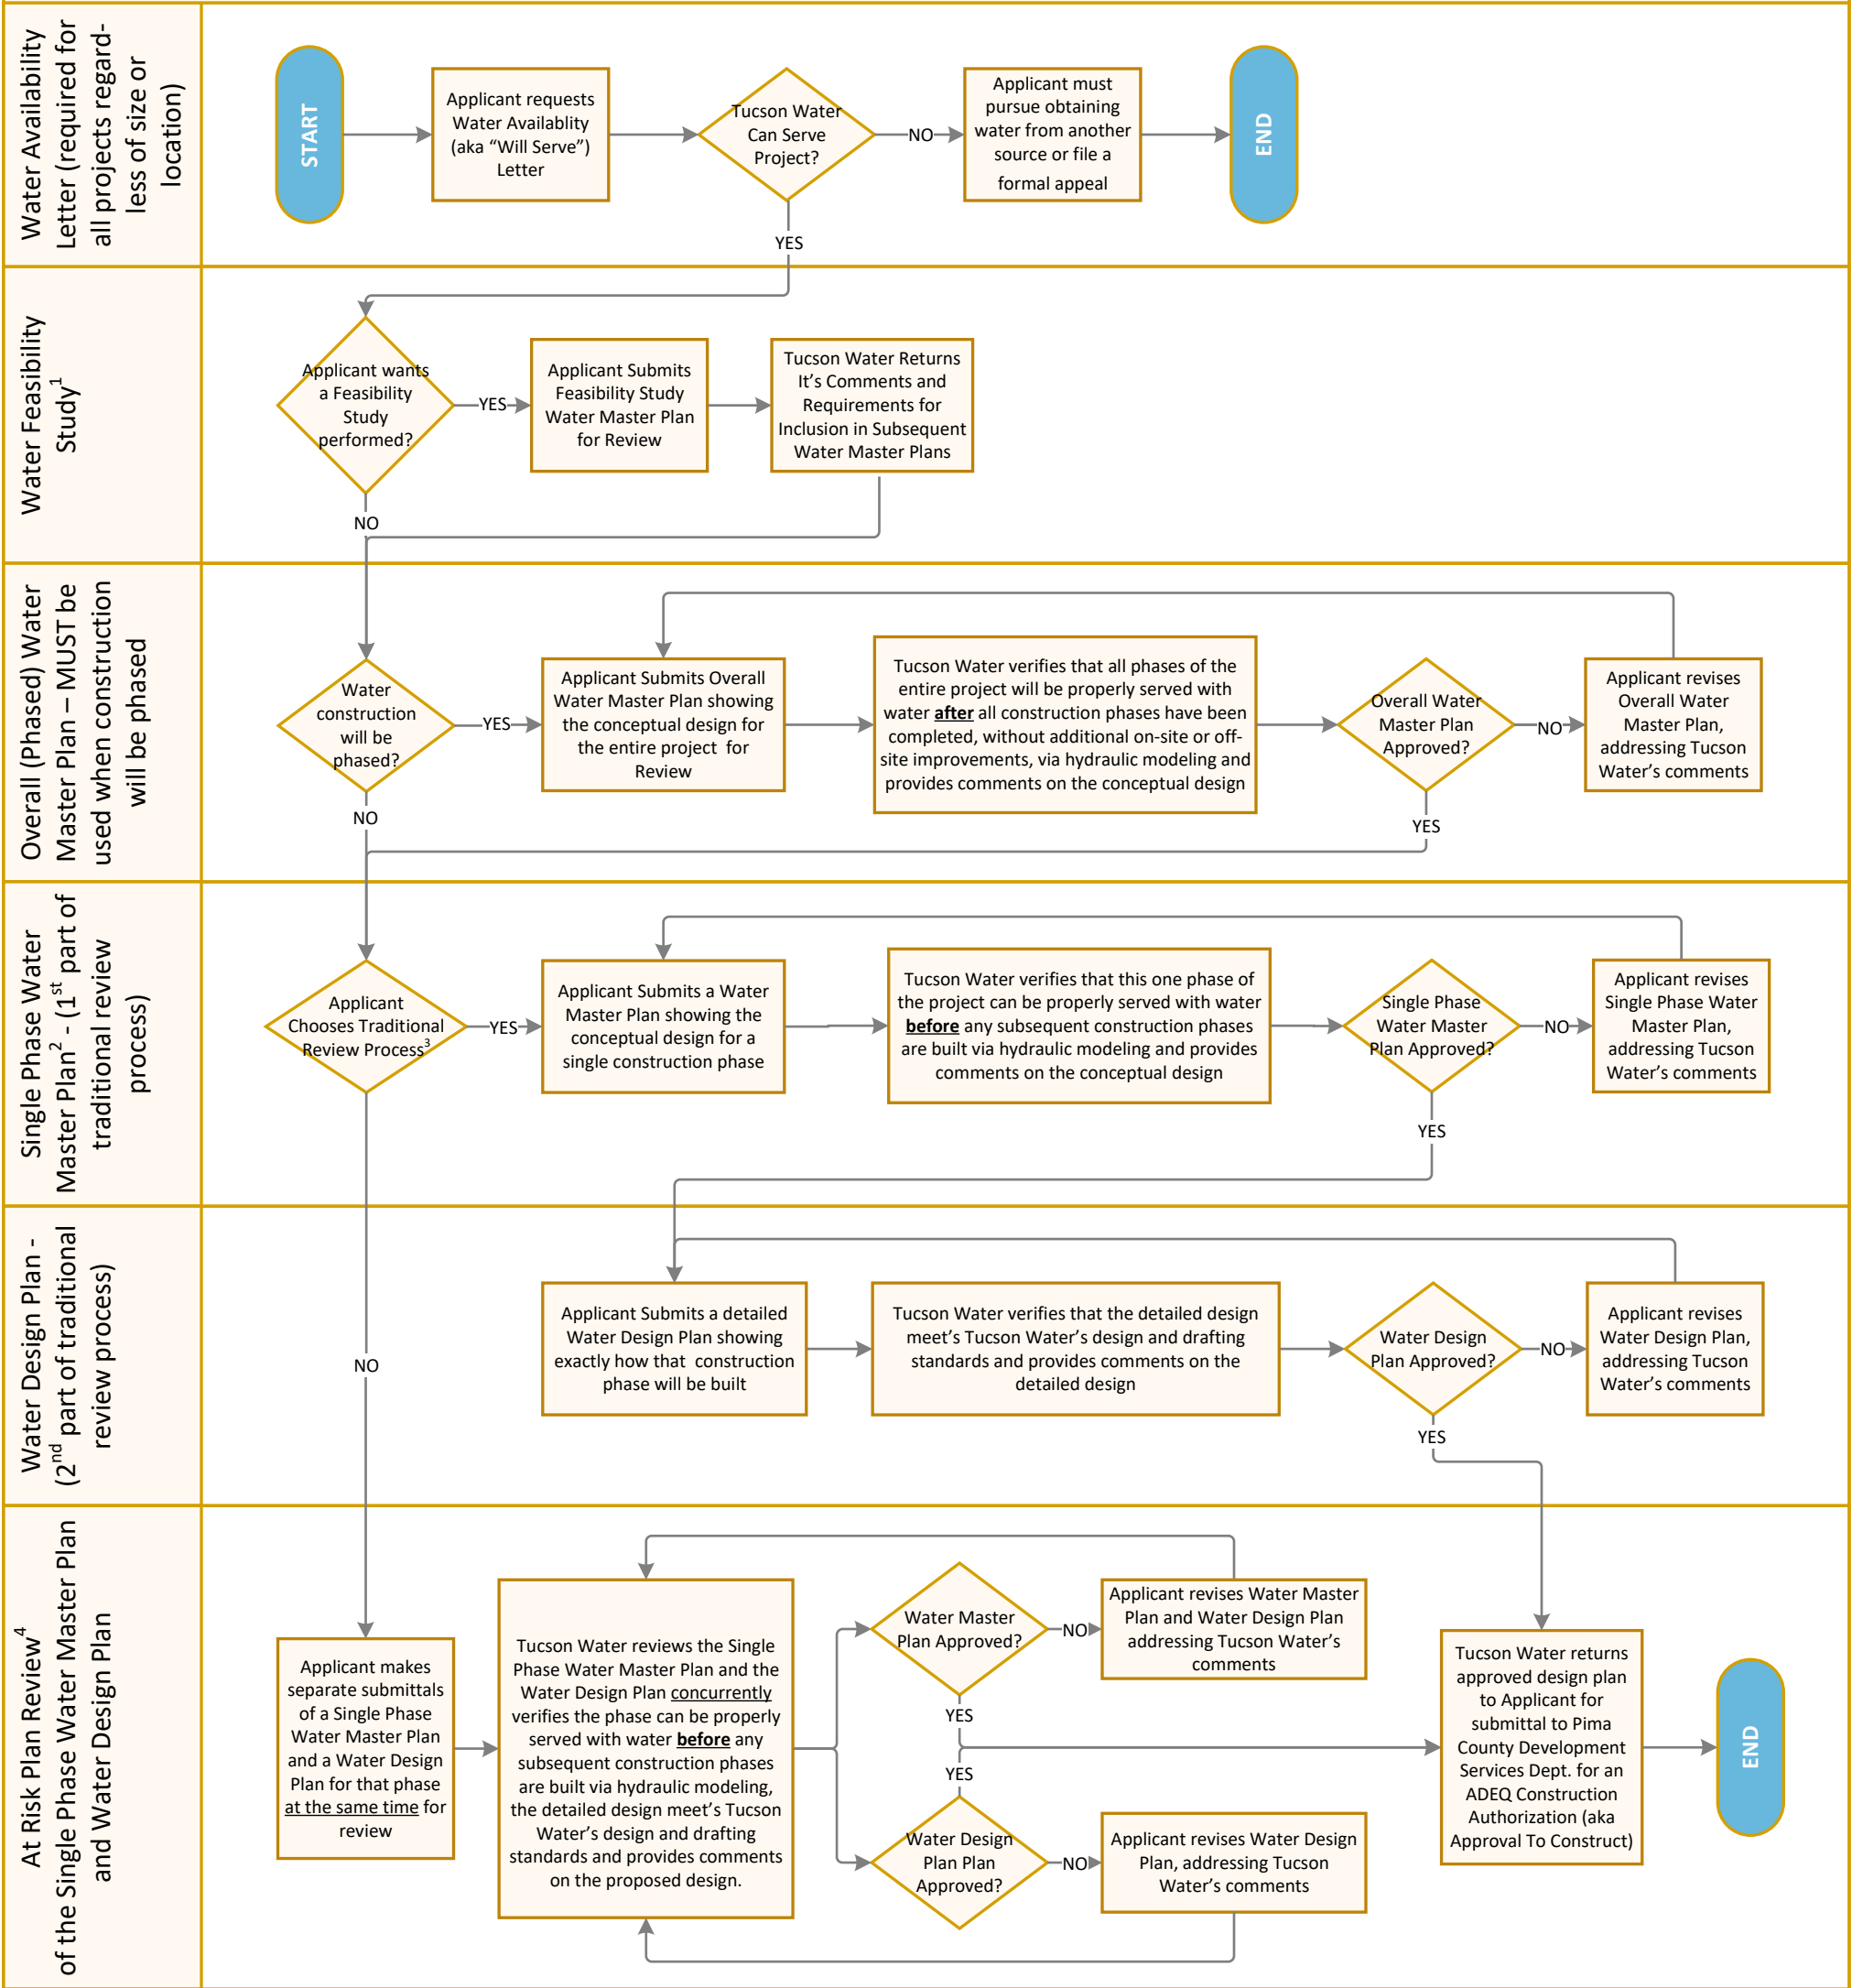 Water Availability
Letter (required for
all projects regard-
less of size or
location)
START
Applicant requests
Water Availablity
(aka “Will Serve”)
Letter
Tucson Water
Can Serve
Project?
NO
Applicant must
pursue obtaining
water from another
source or file a
formal appeal
END
YES
Water Feasibility
Study1
Applicant wants
a Feasibility
Study
performed?
YES
Applicant Submits
Feasibility Study
Water Master Plan
for Review
Tucson Water Returns
It’s Comments and
Requirements for
Inclusion in Subsequent
Water Master Plans
NO
Overall (Phased) Water
Master Plan – MUST be
used when construction
will be phased
Water
construction
will be
phased?
YES
Applicant Submits Overall
Water Master Plan showing
the conceptual design for
the entire project for
Review
Tucson Water verifies that all phases of the
entire project will be properly served with
water after all construction phases have been
completed, without additional on-site or off-
site improvements, via hydraulic modeling and
provides comments on the conceptual design
Overall Water
Master Plan
Approved?
NO
Applicant revises
Overall Water
Master Plan,
addressing Tucson
Water’s comments
NO
YES
Single Phase Water
Master Plan2 - (1st part of
traditional review
process)
Applicant
Chooses Traditional
Review Process3
YES
Applicant Submits a Water
Master Plan showing the
conceptual design for a
single construction phase
Tucson Water verifies that this one phase of
the project can be properly served with water
before any subsequent construction phases
are built via hydraulic modeling and provides
comments on the conceptual design
Single Phase
Water Master
Plan Approved?
NO
Applicant revises
Single Phase Water
Master Plan,
addressing Tucson
Water’s comments
YES
Water Design Plan -
(2nd part of traditional
review process)
NO
Applicant Submits a detailed
Water Design Plan showing
exactly how that construction
phase will be built
Tucson Water verifies that the detailed design
meet’s Tucson Water’s design and drafting
standards and provides comments on the
detailed design
Water Design
Plan Approved?
NO
Applicant revises
Water Design Plan,
addressing Tucson
Water’s comments
YES
At Risk Plan Review4
of the Single Phase Water Master Plan
and Water Design Plan
Applicant makes
separate submittals
of a Single Phase
Water Master Plan
and a Water Design
Plan for that phase
at the same time for
review
Tucson Water reviews the Single
Phase Water Master Plan and the
Water Design Plan concurrently
verifies the phase can be properly
served with water before any
subsequent construction phases
are built via hydraulic modeling,
the detailed design meet’s Tucson
Water’s design and drafting
standards and provides comments
on the proposed design.
Water Master
Plan Approved?
NO
Applicant revises Water Master
Plan and Water Design Plan
addressing Tucson Water’s
comments
YES
YES
Water Design
Plan Plan
Approved?
NO
Applicant revises Water Design
Plan, addressing Tucson
Water’s comments
Tucson Water returns
approved design plan
to Applicant for
submittal to Pima
County Development
Services Dept. for an
ADEQ Construction
Authorization (aka
Approval To Construct)
END